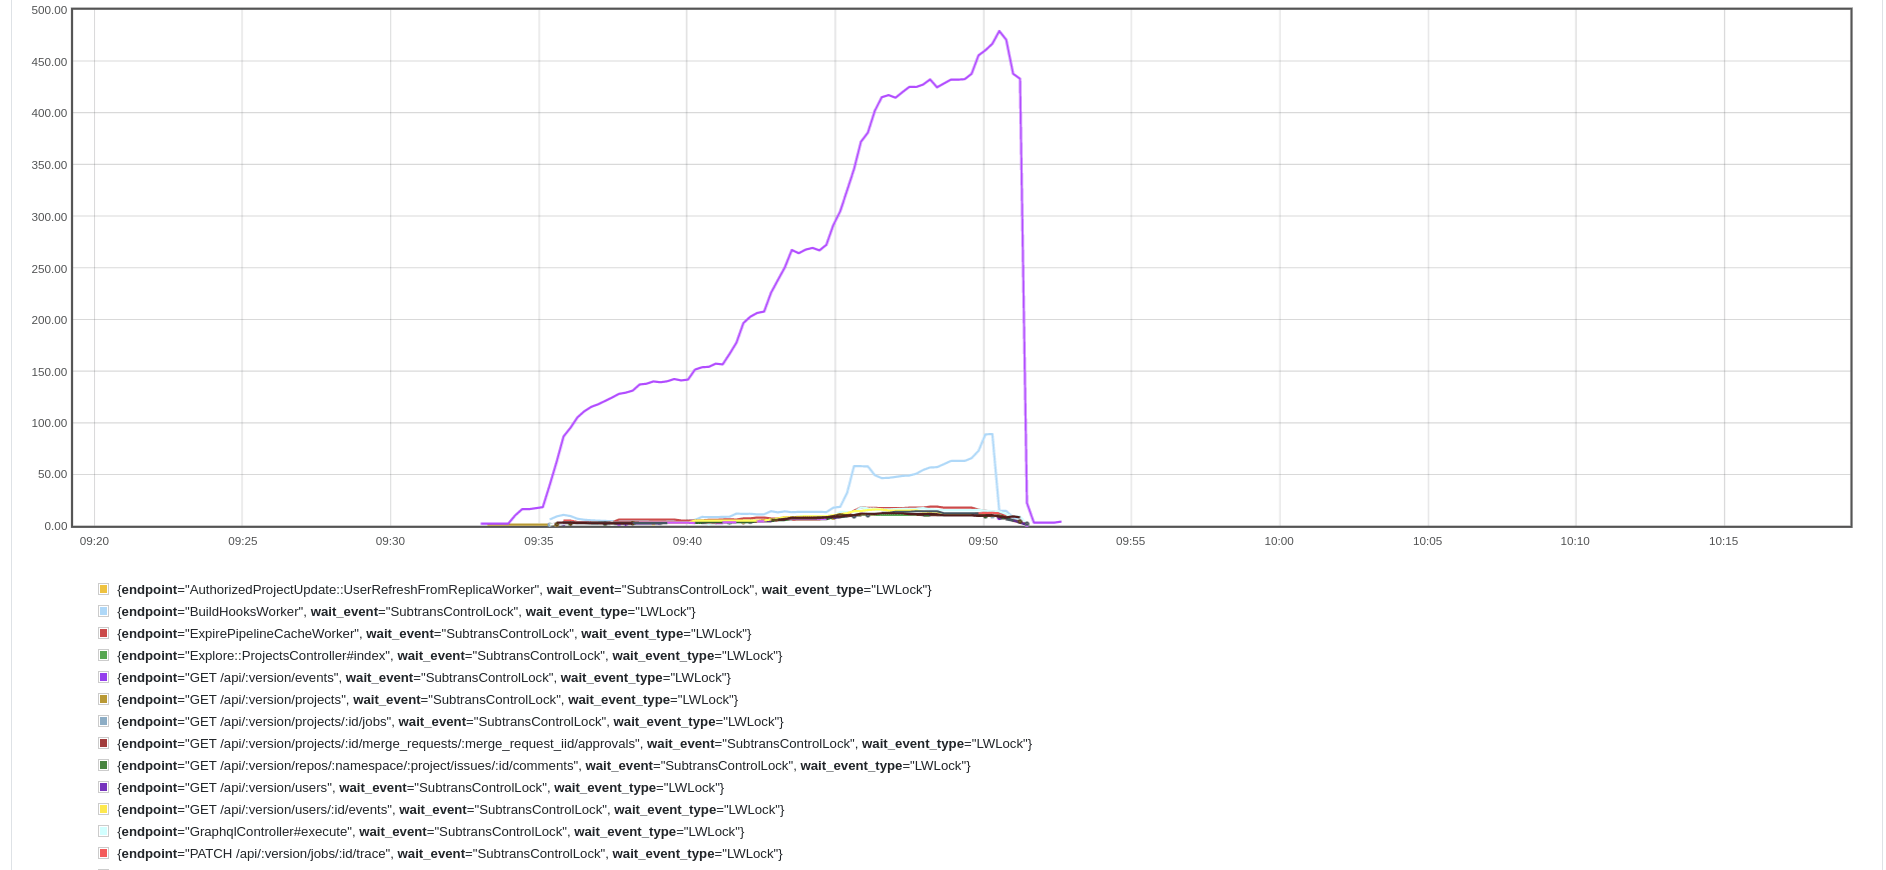 500.00
450.00
400.00
350.00
300.00
250.00
200.00
150.00
100.00
50.00
0.00
09:20 09:25 09:30 09:35 09:40 09:45 09:50 09:55 10:00 10:05 10:10 10:15
{endpoint="AuthorizedProjectUpdate::UserRefreshFromReplicaWorker", wait_event="SubtransControlLock", wait_event_type="LWLock"}
{endpoint="BuildHooksWorker", wait_event="SubtransControlLock", wait_event_type="LWLock"}
{endpoint="ExpirePipelineCacheWorker", wait_event="SubtransControlLock", wait_event_type="LWLock"}
{endpoint="Explore::ProjectsController#index", wait_event="SubtransControlLock", wait_event_type="LWLock"}
{endpoint="GET /api/:version/events", wait_event="SubtransControlLock", wait_event_type="LWLock"}
{endpoint="GET /api/:version/projects", wait_event="SubtransControlLock", wait_event_type="LWLock"}
{endpoint="GET /api/:version/projects/:id/jobs", wait_event="SubtransControlLock", wait_event_type="LWLock"}
{endpoint="GET /api/:version/projects/:id/merge_requests/:merge_request_iid/approvals", wait_event="SubtransControlLock", wait_event_type="LWLock"}
{endpoint="GET /api/:version/repos/:namespace/:project/issues/:id/comments", wait_event="SubtransControlLock", wait_event_type="LWLock"}
{endpoint="GET /api/:version/users", wait_event="SubtransControlLock", wait_event_type="LWLock"}
{endpoint="GET /api/:version/users/:id/events", wait_event="SubtransControlLock", wait_event_type="LWLock"}
{endpoint="GraphqlController#execute", wait_event="SubtransControlLock", wait_event_type="LWLock"}
{endpoint="PATCH /api/:version/jobs/:id/trace", wait_event="SubtransControlLock", wait_event_type="LWLock"}